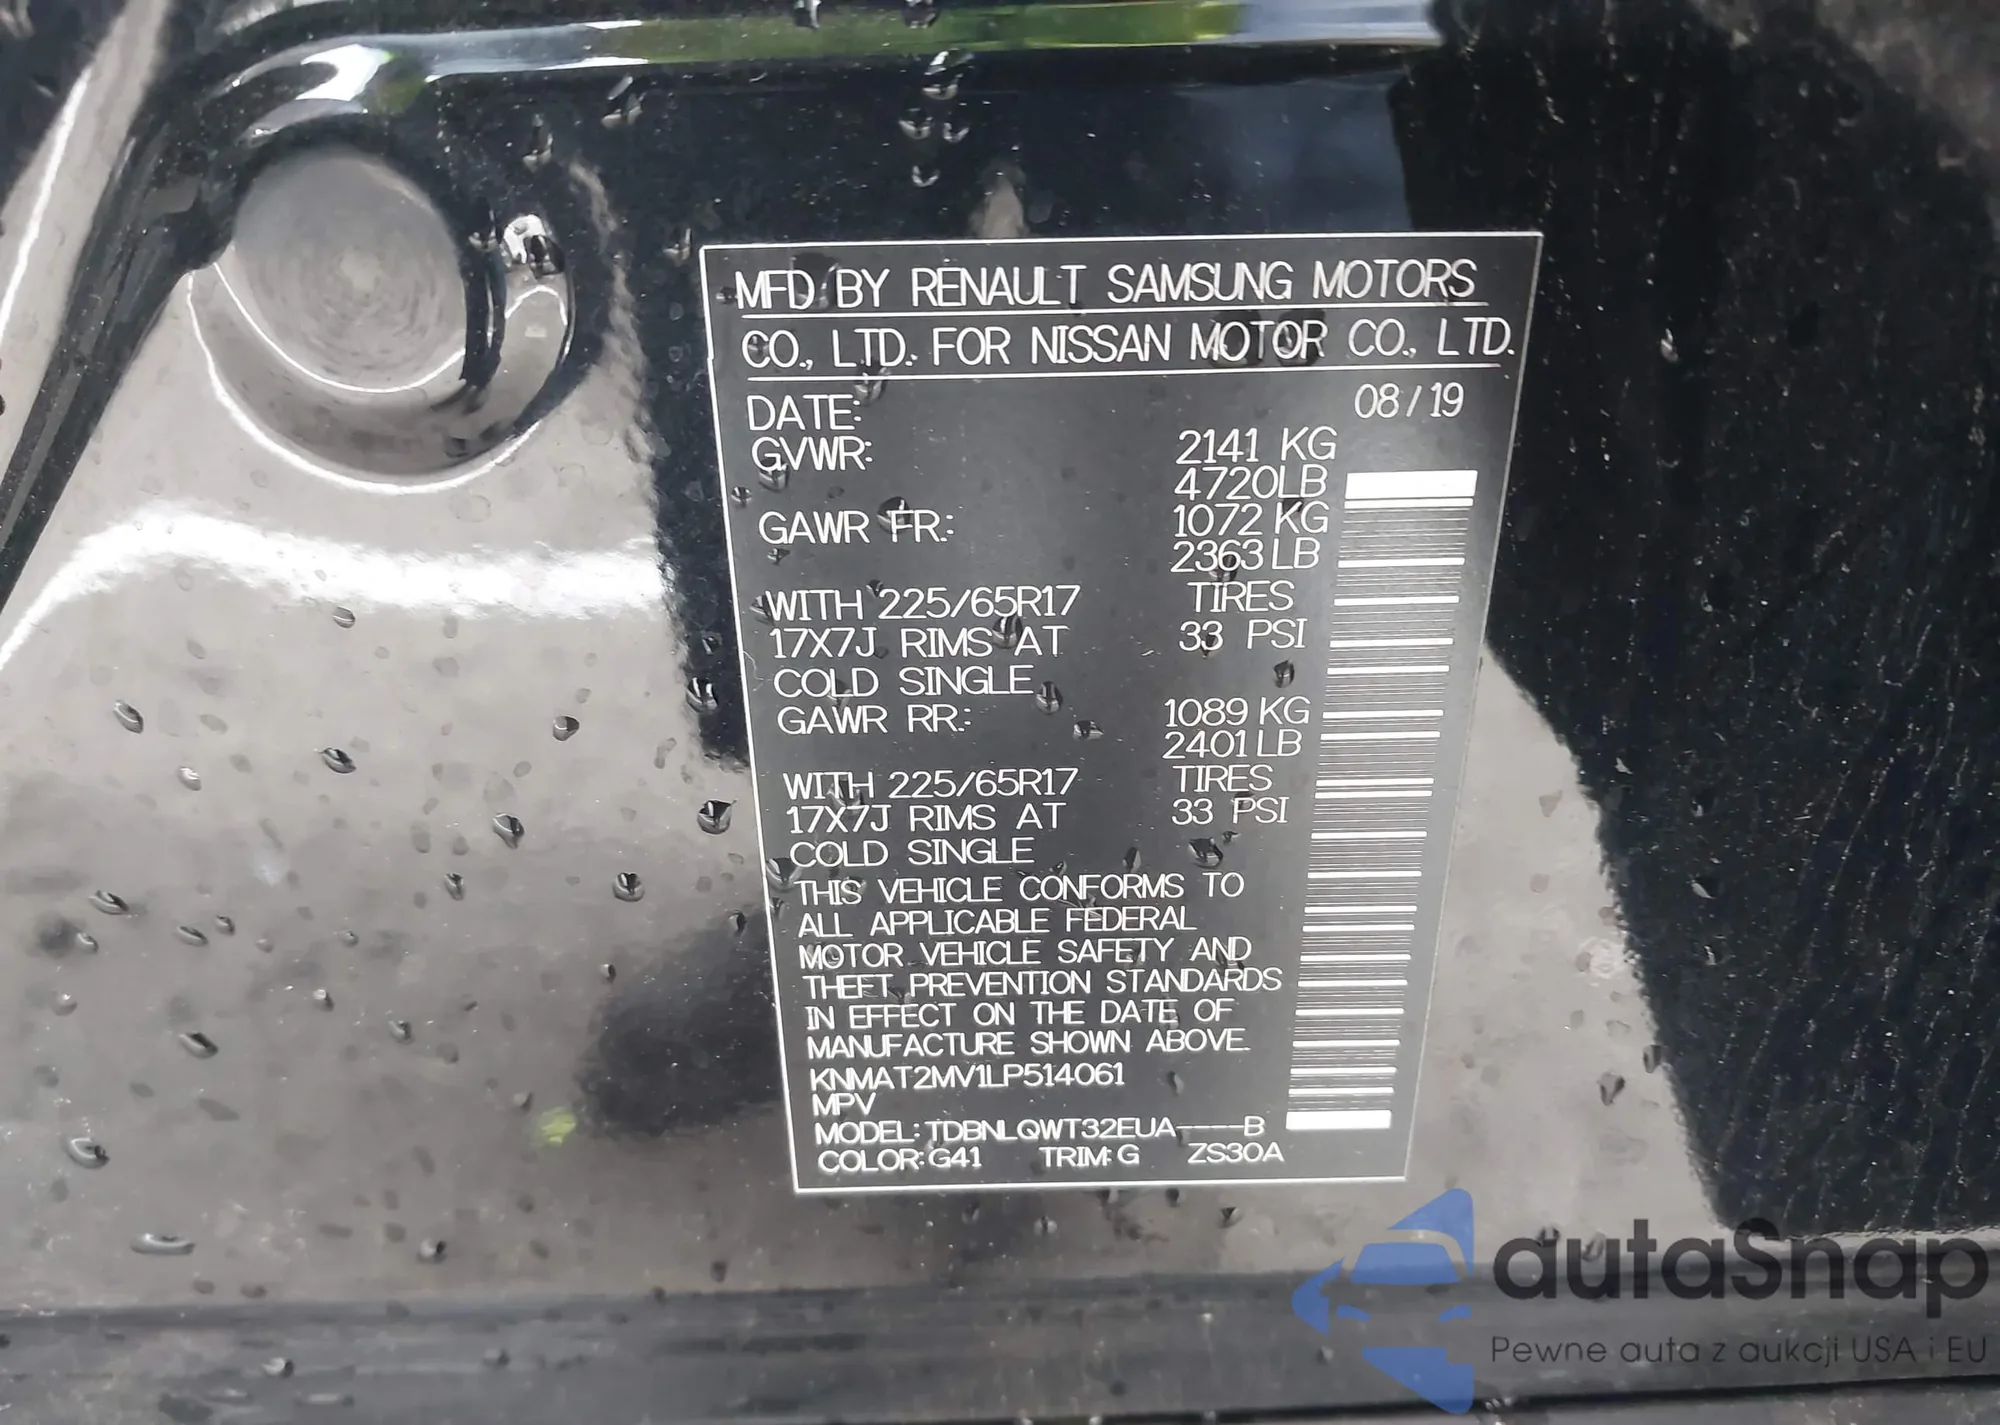 MFD BY RENAULT SAMSUNG MOTORS
CO., LTD. FOR NISSAN MOTOR CO., LTD.
DATE: 08/19
GVWR: 2141 KG
4720LB
GAWR FR.: 1072 KG
2363 LB
WITH 225/65R17 TIRES
17X7J RIMS AT 33 PSI
COLD SINGLE
GAWR RR.: 1089 KG
2401 LB
WITH 225/65R17 TIRES
17X7J RIMS AT 33 PSI
COLD SINGLE
THIS VEHICLE CONFORMS TO
ALL APPLICABLE FEDERAL
MOTOR VEHICLE SAFETY AND
THEFT PREVENTION STANDARDS
IN EFFECT ON THE DATE OF
MANUFACTURE SHOWN ABOVE.
KNMAT2MV1LP514061
MPV
MODEL: TDBNLQWT32EUA----B
COLOR: G41 TRIM: G ZS30A
autaSnap
Pewne auta z aukcji USA i EU